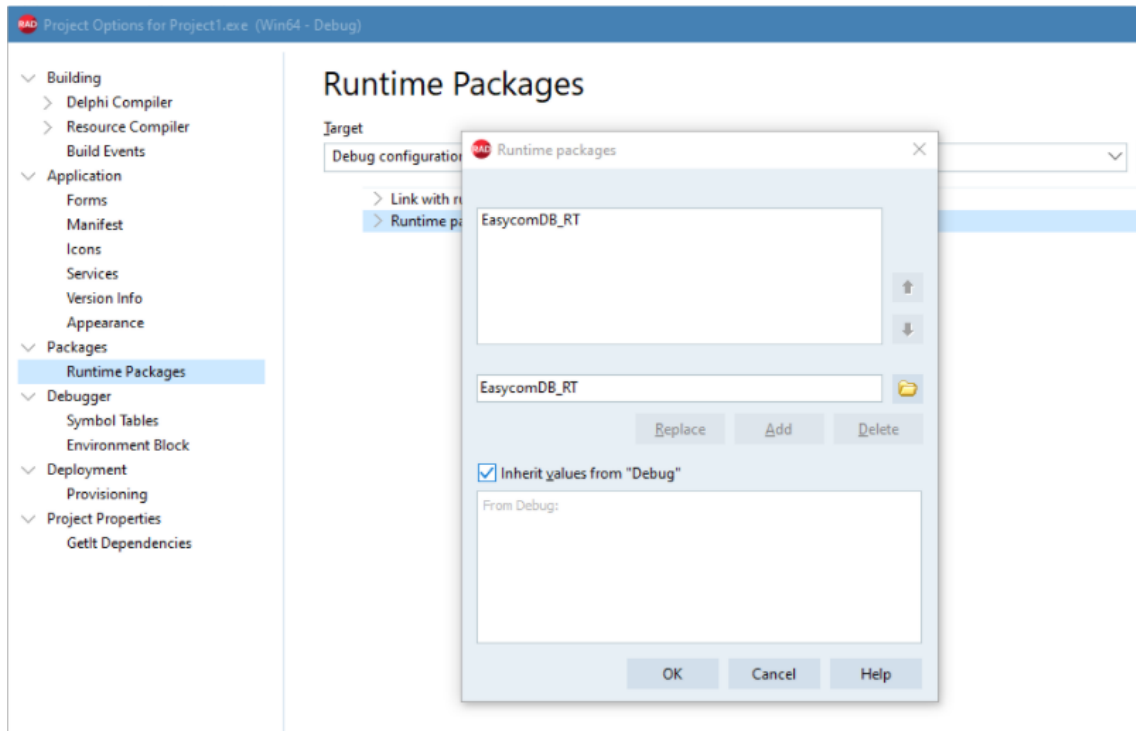 RAD Project Options for Project1.exe (Win64 - Debug)
Building
Delphi Compiler
Resource Compiler
Build Events
Application
Forms
Manifest
Icons
Services
Version Info
Appearance
Packages
Runtime Packages
Debugger
Symbol Tables
Environment Block
Deployment
Provisioning
Project Properties
GetIt Dependencies
Runtime Packages
Target
Debug configuration
Link with r
Runtime pa
RAD Runtime packages
EasycomDB_RT
EasycomDB_RT
Replace Add Delete
Inherit values from "Debug"
From Debug:
OK Cancel Help